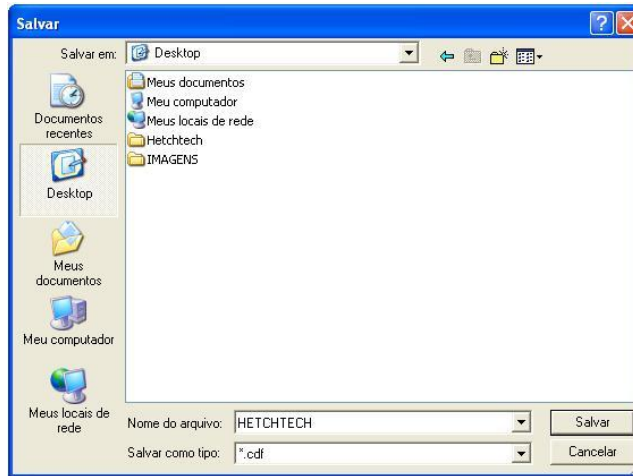 Salvar
Salvar em: Desktop
Documentos
recentes
Desktop
Meus
documentos
Meu computador
Meus locais de
rede
Meus documentos
Meu computador
Meus locais de rede
Hetchtech
IMAGENS
Nome do arquivo: HETCHTECH Salvar
Salvar como tipo: *.cdf Cancelar